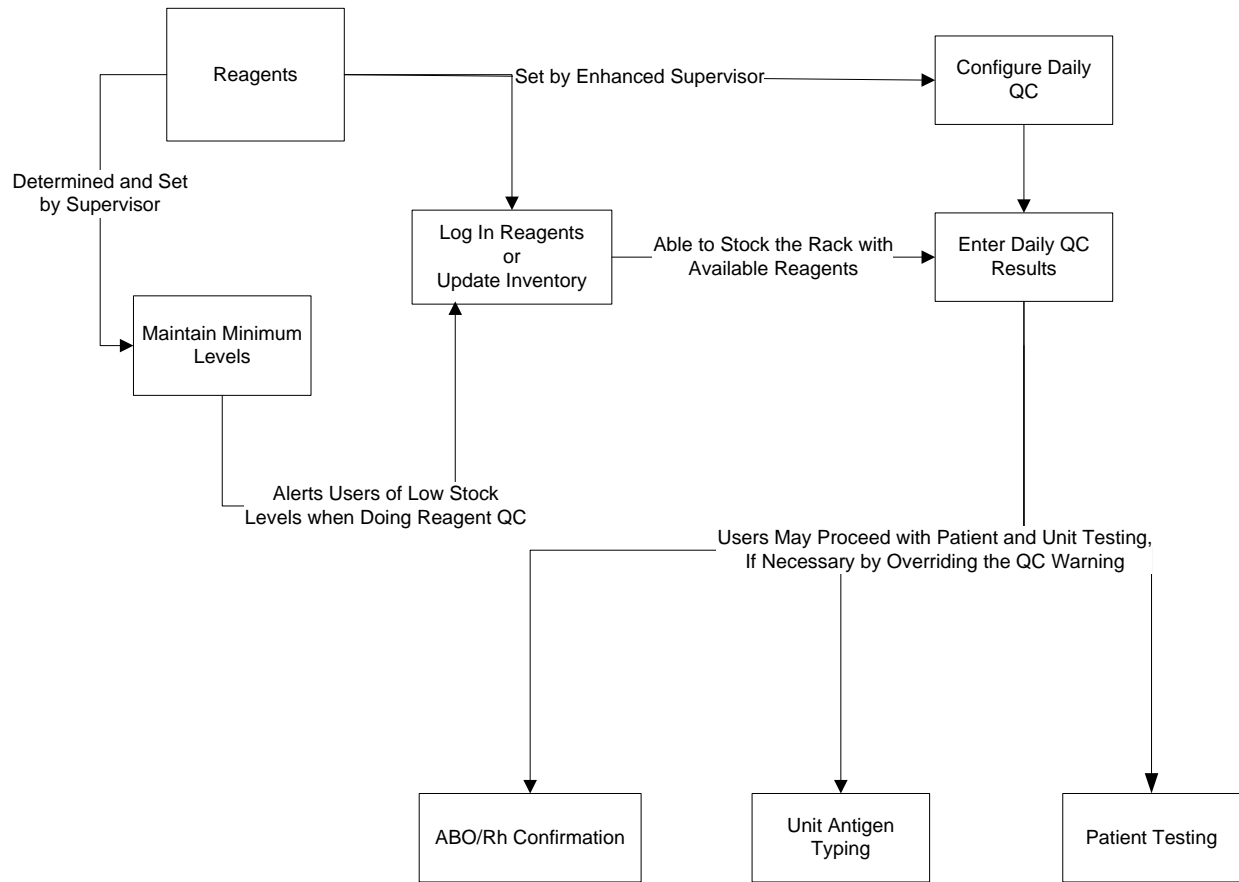 Reagents
Set by Enhanced Supervisor
Configure Daily
QC
Determined and Set
by Supervisor
Log In Reagents
or
Update Inventory
Able to Stock the Rack with
Available Reagents
Enter Daily QC
Results
Maintain Minimum
Levels
Alerts Users of Low Stock
Levels when Doing Reagent QC
Users May Proceed with Patient and Unit Testing,
If Necessary by Overriding the QC Warning
ABO/Rh Confirmation
Unit Antigen
Typing
Patient Testing